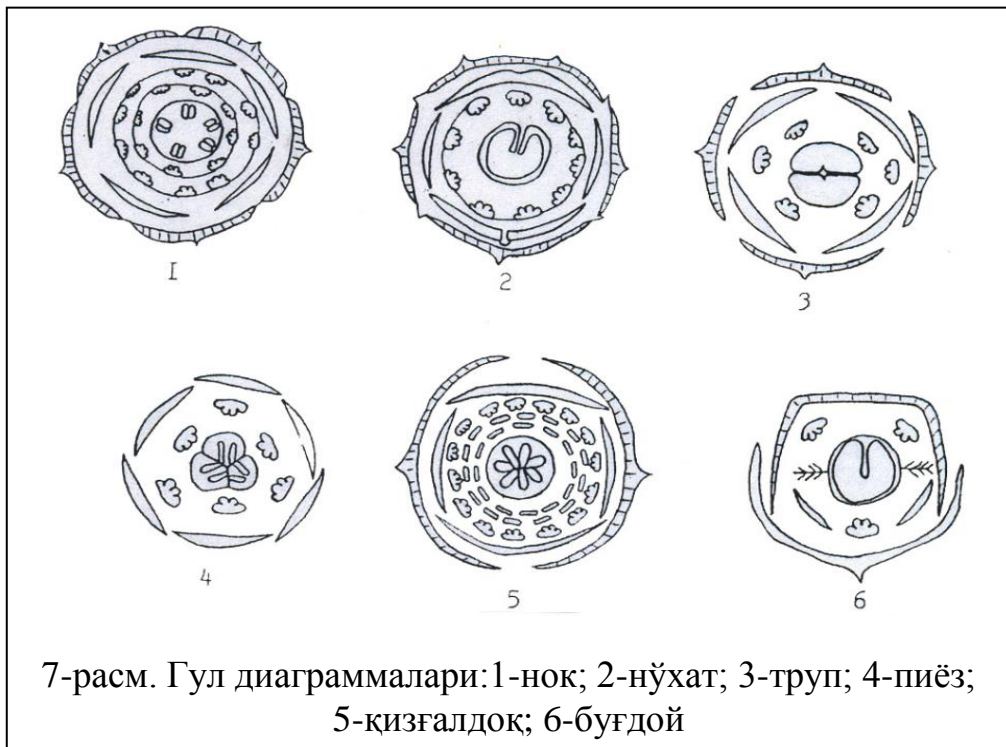 I
2
3
4
5
6
7-расм. Гул диаграммалари:1-нок; 2-нўхат; 3-труп; 4-пиёз;
5-қизғалдоқ; 6-буғдой